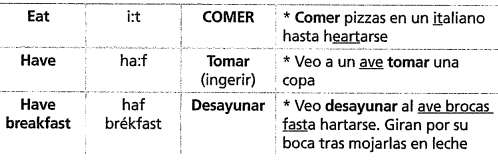 Eat i:t COMER * Comer pizzas en un italiano
hasta heartarse
Have ha:f Tomar * Veo a un ave tomar una
(ingerir) copa
Have haf Desayunar * Veo desayunar al ave brocas
breakfast brékfast fasta hartarse. Giran por su
boca tras mojarlas en leche